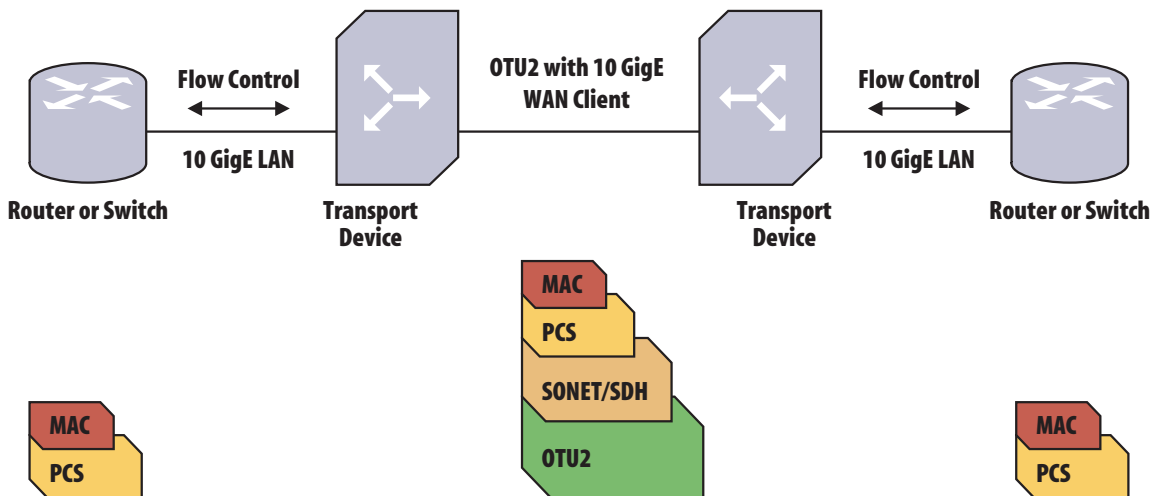 Flow Control
10 GigE LAN
Router or Switch
Transport
Device
OTU2 with 10 GigE
WAN Client
Transport
Device
Flow Control
10 GigE LAN
Router or Switch
MAC
PCS
SONET/SDH
OTU2
MAC
PCS
MAC
PCS